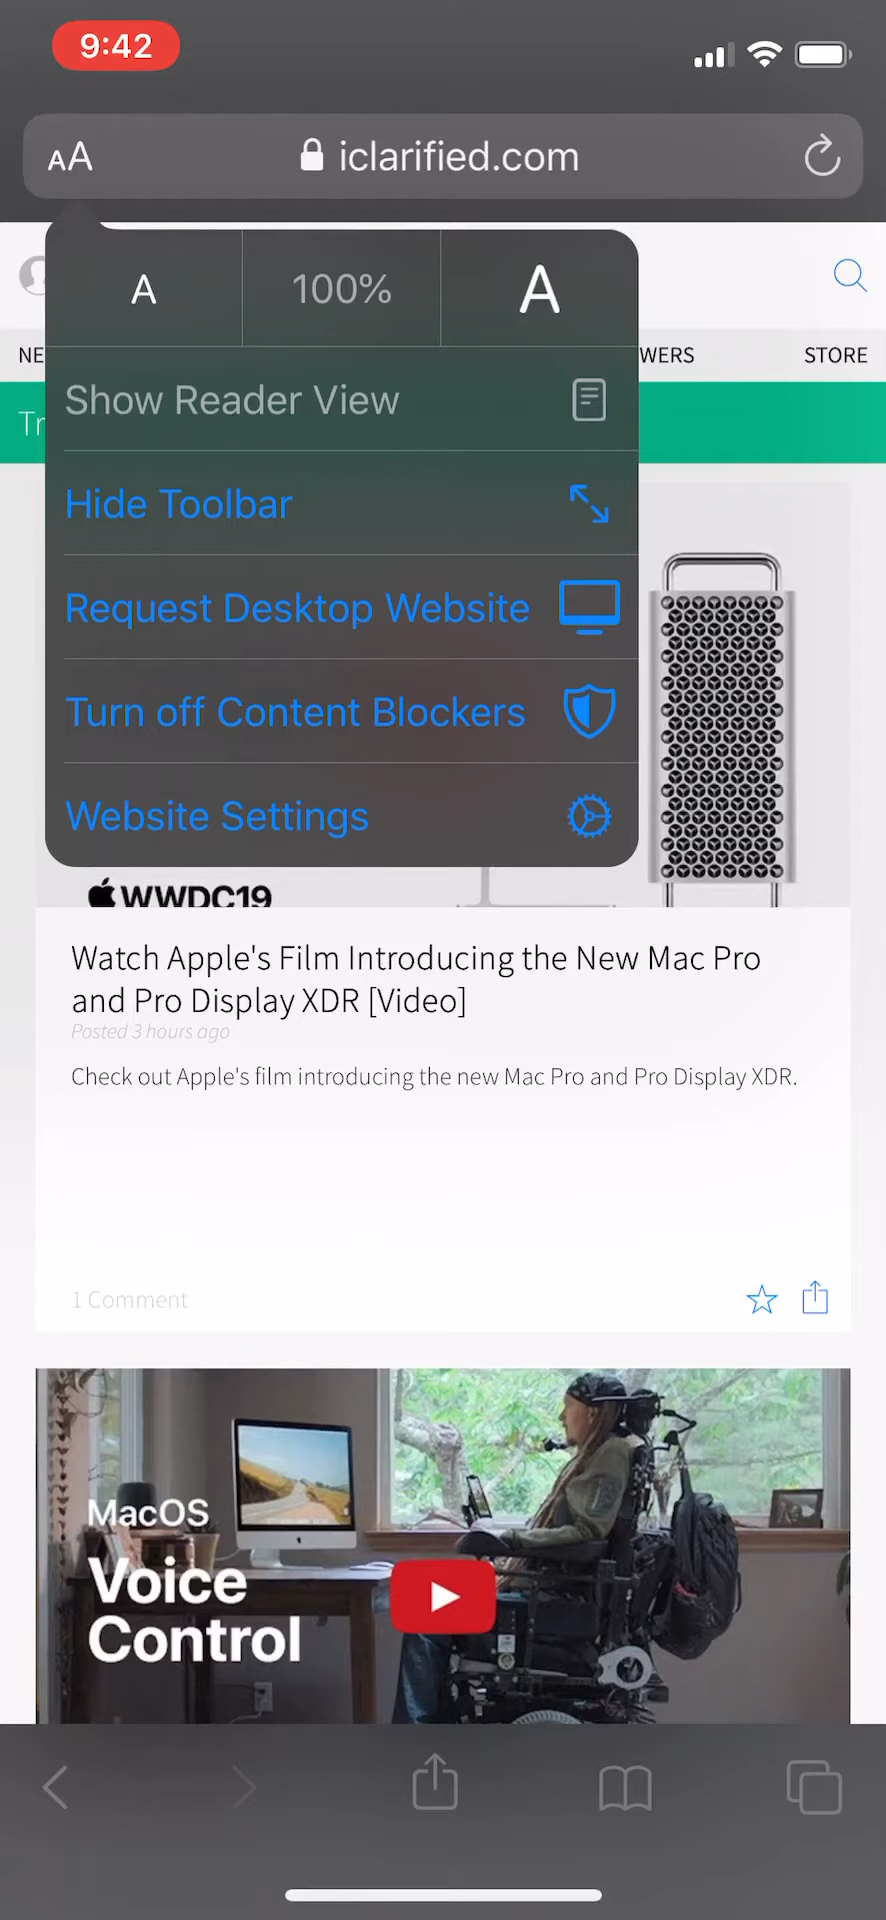 9:42
AA iclarified.com
A 100% A
NE WERS STORE
Show Reader View
Tr
Hide Toolbar
Request Desktop Website
Turn off Content Blockers
Website Settings
WWDC19
Watch Apple's Film Introducing the New Mac Pro
and Pro Display XDR [Video]
Posted 3 hours ago
Check out Apple's film introducing the new Mac Pro and Pro Display XDR.
1 Comment
MacOS
Voice
Control